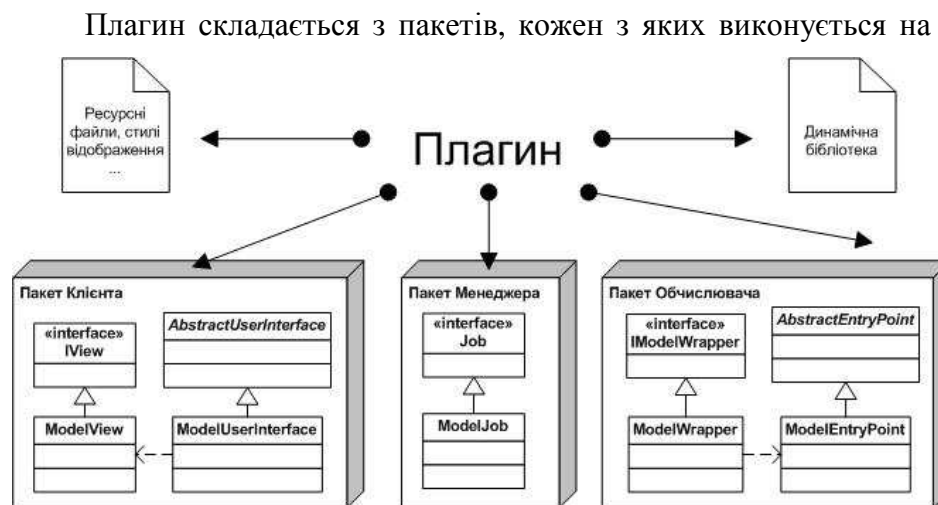 Плагин складається з пакетів, кожен з яких виконується на
Ресурсні
файли, стилі
відображення
...
Плагин
Динамічна
бібліотека
Пакет Клієнта
«interface»
IView
AbstractUserInterface
ModelView
ModelUserInterface
Пакет Менеджера
«interface»
Job
ModelJob
Пакет Обчислювача
«interface»
IModelWrapper
AbstractEntryPoint
ModelWrapper
ModelEntryPoint